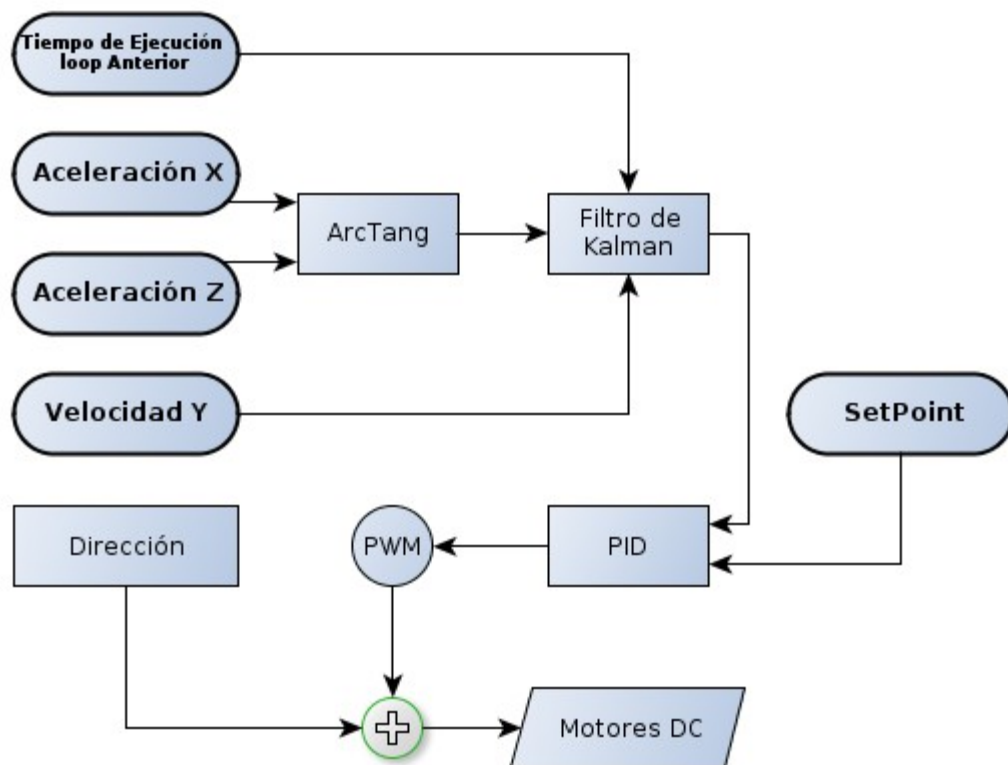 Tiempo de Ejecución
loop Anterior
Aceleración X
ArcTang
Filtro de
Kalman
Aceleración Z
Velocidad Y
SetPoint
Dirección
PWM
PID
Motores DC